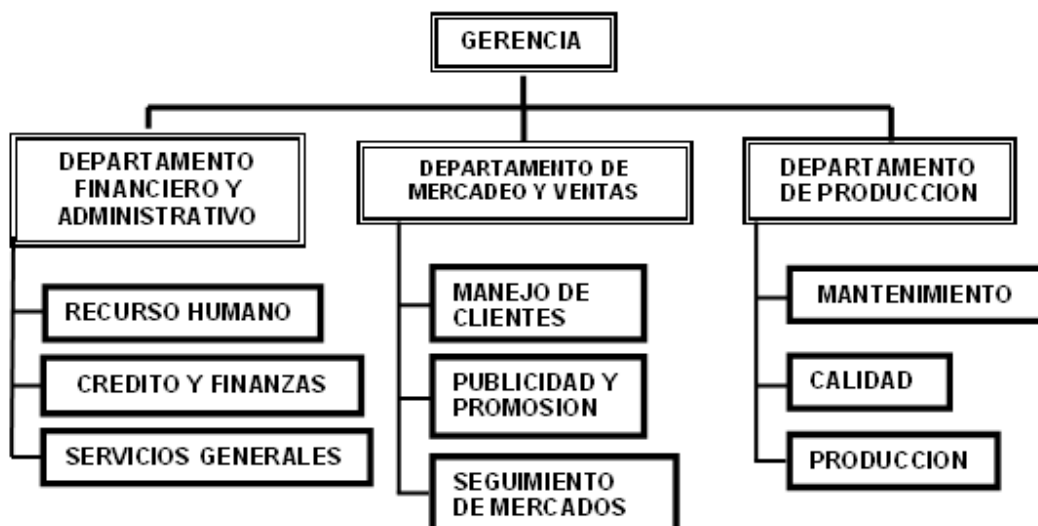 GERENCIA
DEPARTAMENTO
FINANCIERO Y
ADMINISTRATIVO
RECURSO HUMANO
CREDITO Y FINANZAS
SERVICIOS GENERALES
DEPARTAMENTO DE
MERCADEO Y VENTAS
MANEJO DE
CLIENTES
PUBLICIDAD Y
PROMOSION
SEGUIMIENTO
DE MERCADOS
DEPARTAMENTO
DE PRODUCCION
MANTENIMIENTO
CALIDAD
PRODUCCION